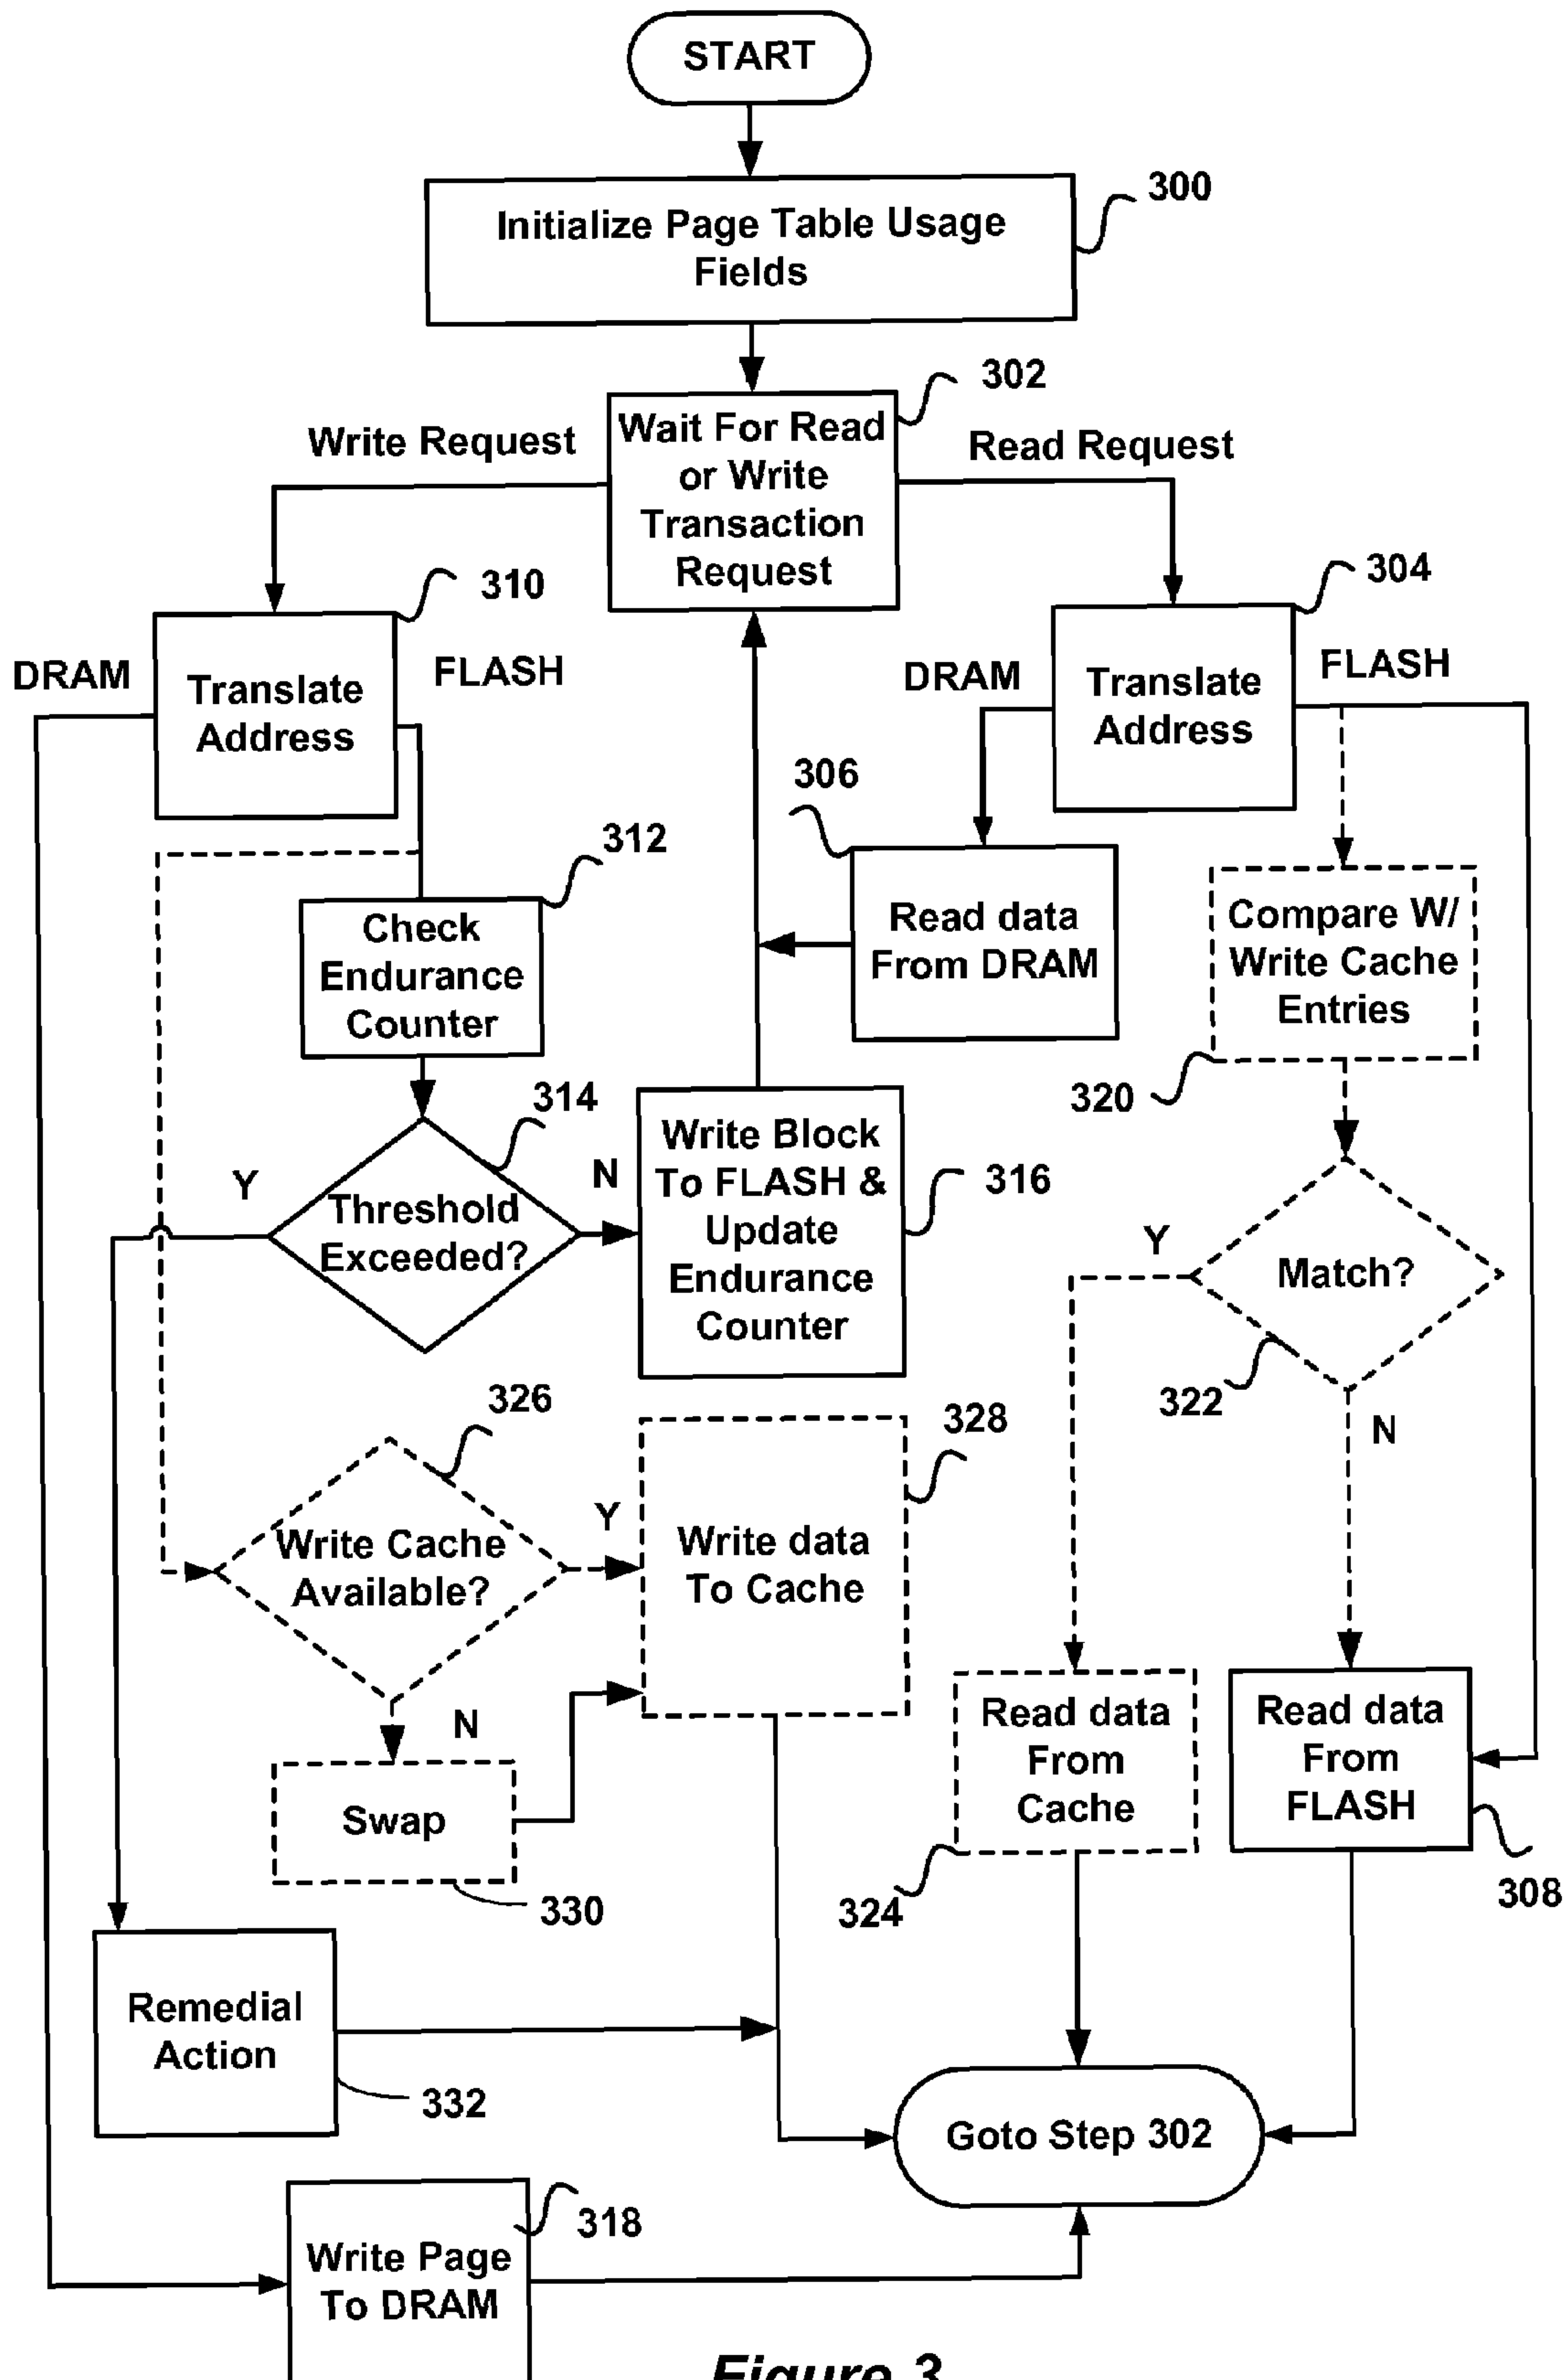 START
300
Initialize Page Table Usage
Fields
302
Write Request
Wait For Read
or Write
Transaction
Request
Read Request
310
304
DRAM
Translate
Address
FLASH
DRAM
Translate
Address
FLASH
306
312
Check
Endurance
Counter
Read data
From DRAM
Compare W/
Write Cache
Entries
320
314
Y
Threshold
Exceeded?
N
Write Block
To FLASH &
Update
Endurance
Counter
316
Y
Match?
322
N
326
328
Write Cache
Available?
Y
Write data
To Cache
N
Swap
330
Read data
From
Cache
324
Read data
From
FLASH
308
Remedial
Action
332
Goto Step 302
318
Write Page
To DRAM
Figure 3